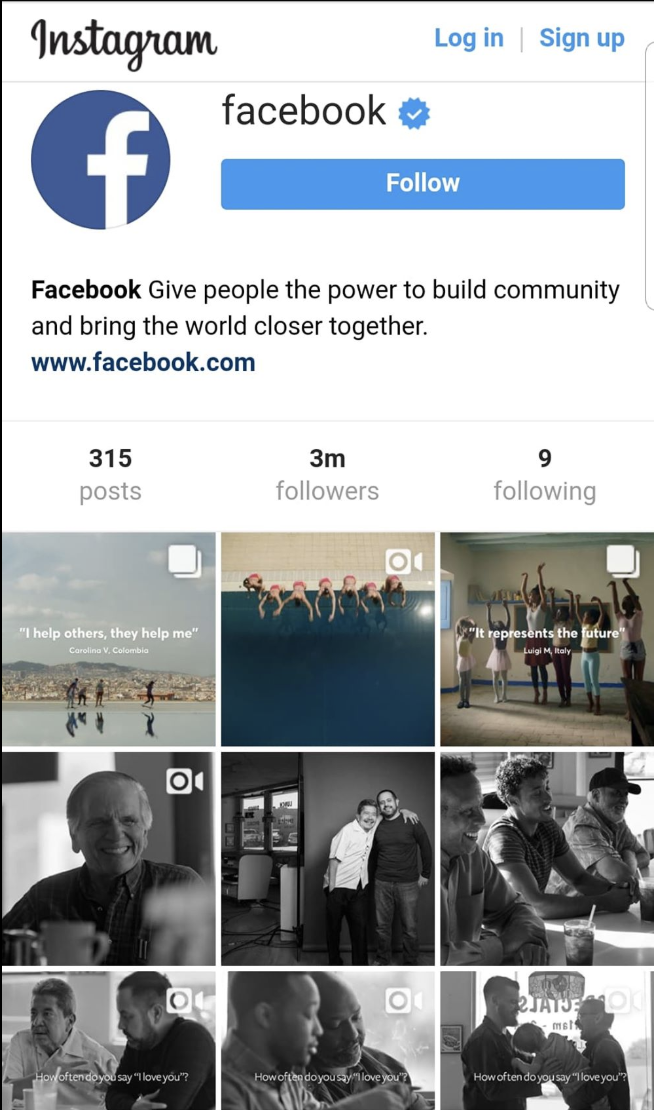 Instagram
Log in | Sign up
facebook
Follow
Facebook Give people the power to build community
and bring the world closer together.
www.facebook.com
315 3m 9
posts followers following
"I help others, they help me"
Carolina V, Colombia
"It represents the future"
Luigi M, Italy
How often do you say "I love you"?
How often do you say "I love you"?
SPECIALS
How often do you say "I love you"?